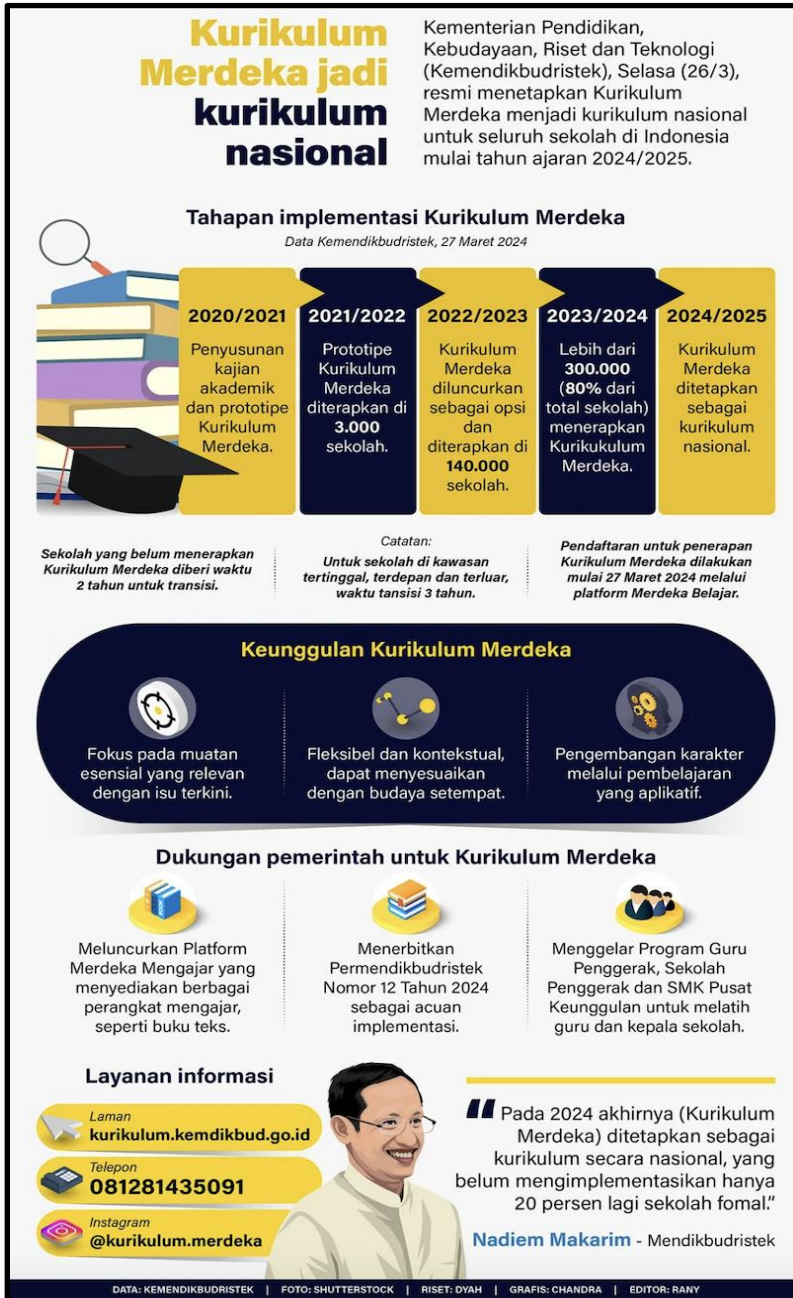 Kurikulum
Merdeka jadi
kurikulum
nasional
Kementerian Pendidikan,
Kebudayaan, Riset dan Teknologi
(Kemendikbudristek), Selasa (26/3),
resmi menetapkan Kurikulum
Merdeka menjadi kurikulum nasional
untuk seluruh sekolah di Indonesia
mulai tahun ajaran 2024/2025.
Tahapan implementasi Kurikulum Merdeka
Data Kemendikbudristek, 27 Maret 2024
2020/2021
Penyusunan
kajian
akademik
dan prototipe
Kurikulum
Merdeka.
2021/2022
Prototipe
Kurikulum
Merdeka
diterapkan di
3.000
sekolah.
2022/2023
Kurikulum
Merdeka
diluncurkan
sebagai opsi
dan
diterapkan di
140.000
sekolah.
2023/2024
Lebih dari
300.000
(80% dari
total sekolah)
menerapkan
Kurikukulum
Merdeka.
2024/2025
Kurikulum
Merdeka
ditetapkan
sebagai
kurikulum
nasional.
Sekolah yang belum menerapkan
Kurikulum Merdeka diberi waktu
2 tahun untuk transisi.
Catatan:
Untuk sekolah di kawasan
tertinggal, terdepan dan terluar,
waktu tansisi 3 tahun.
Pendaftaran untuk penerapan
Kurikulum Merdeka dilakukan
mulai 27 Maret 2024 melalui
platform Merdeka Belajar.
Keunggulan Kurikulum Merdeka
Fokus pada muatan
esensial yang relevan
dengan isu terkini.
Fleksibel dan kontekstual,
dapat menyesuaikan
dengan budaya setempat.
Pengembangan karakter
melalui pembelajaran
yang aplikatif.
Dukungan pemerintah untuk Kurikulum Merdeka
Meluncurkan Platform
Merdeka Mengajar yang
menyediakan berbagai
perangkat mengajar,
seperti buku teks.
Menerbitkan
Permendikbudristek
Nomor 12 Tahun 2024
sebagai acuan
implementasi.
Menggelar Program Guru
Penggerak, Sekolah
Penggerak dan SMK Pusat
Keunggulan untuk melatih
guru dan kepala sekolah.
Layanan informasi
Laman
kurikulum.kemdikbud.go.id
Telepon
081281435091
Instagram
@kurikulum.merdeka
" Pada 2024 akhirnya (Kurikulum
Merdeka) ditetapkan sebagai
kurikulum secara nasional, yang
belum mengimplementasikan hanya
20 persen lagi sekolah fomal."
Nadiem Makarim - Mendikbudristek
DATA: KEMENDIKBUDRISTEK | FOTO: SHUTTERSTOCK | RISET: DYAH | GRAFIS: CHANDRA | EDITOR: RANY